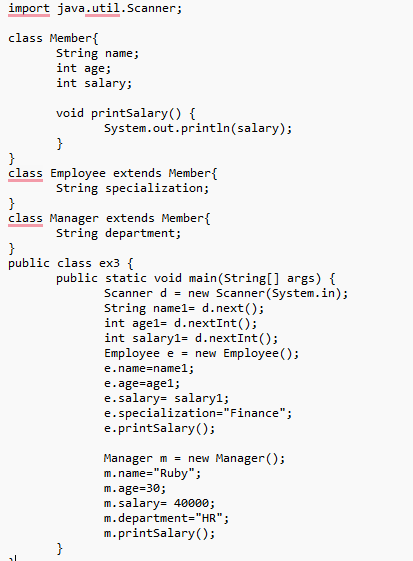 import java.util.Scanner;
class Member{
String name;
int age;
int salary;
void printSalary() {
System.out.println(salary);
}
}
class Employee extends Member{
String specialization;
}
class Manager extends Member{
String department;
}
public class ex3 {
public static void main(String[] args) {
Scanner d = new Scanner(System.in);
String name1= d.next();
int age1= d.nextInt();
int salary1= d.nextInt();
Employee e = new Employee();
e.name=name1;
e.age=age1;
e.salary= salary1;
e.specialization="Finance";
e.printSalary();
Manager m = new Manager();
m.name="Ruby";
m.age=30;
m.salary= 40000;
m.department="HR";
m.printSalary();
}